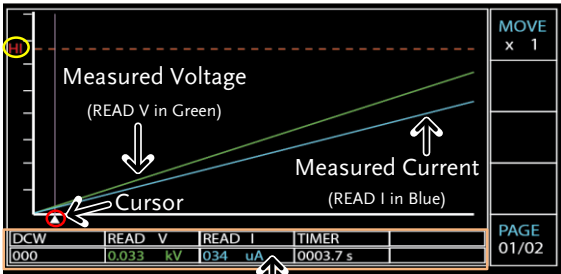 MOVE
x 1
HI
Measured Voltage
(READ V in Green)
Measured Current
(READ I in Blue)
Cursor
PAGE
01/02
DCW READ V READ I TIMER
000 0.033 kV 034 uA 0003.7 s